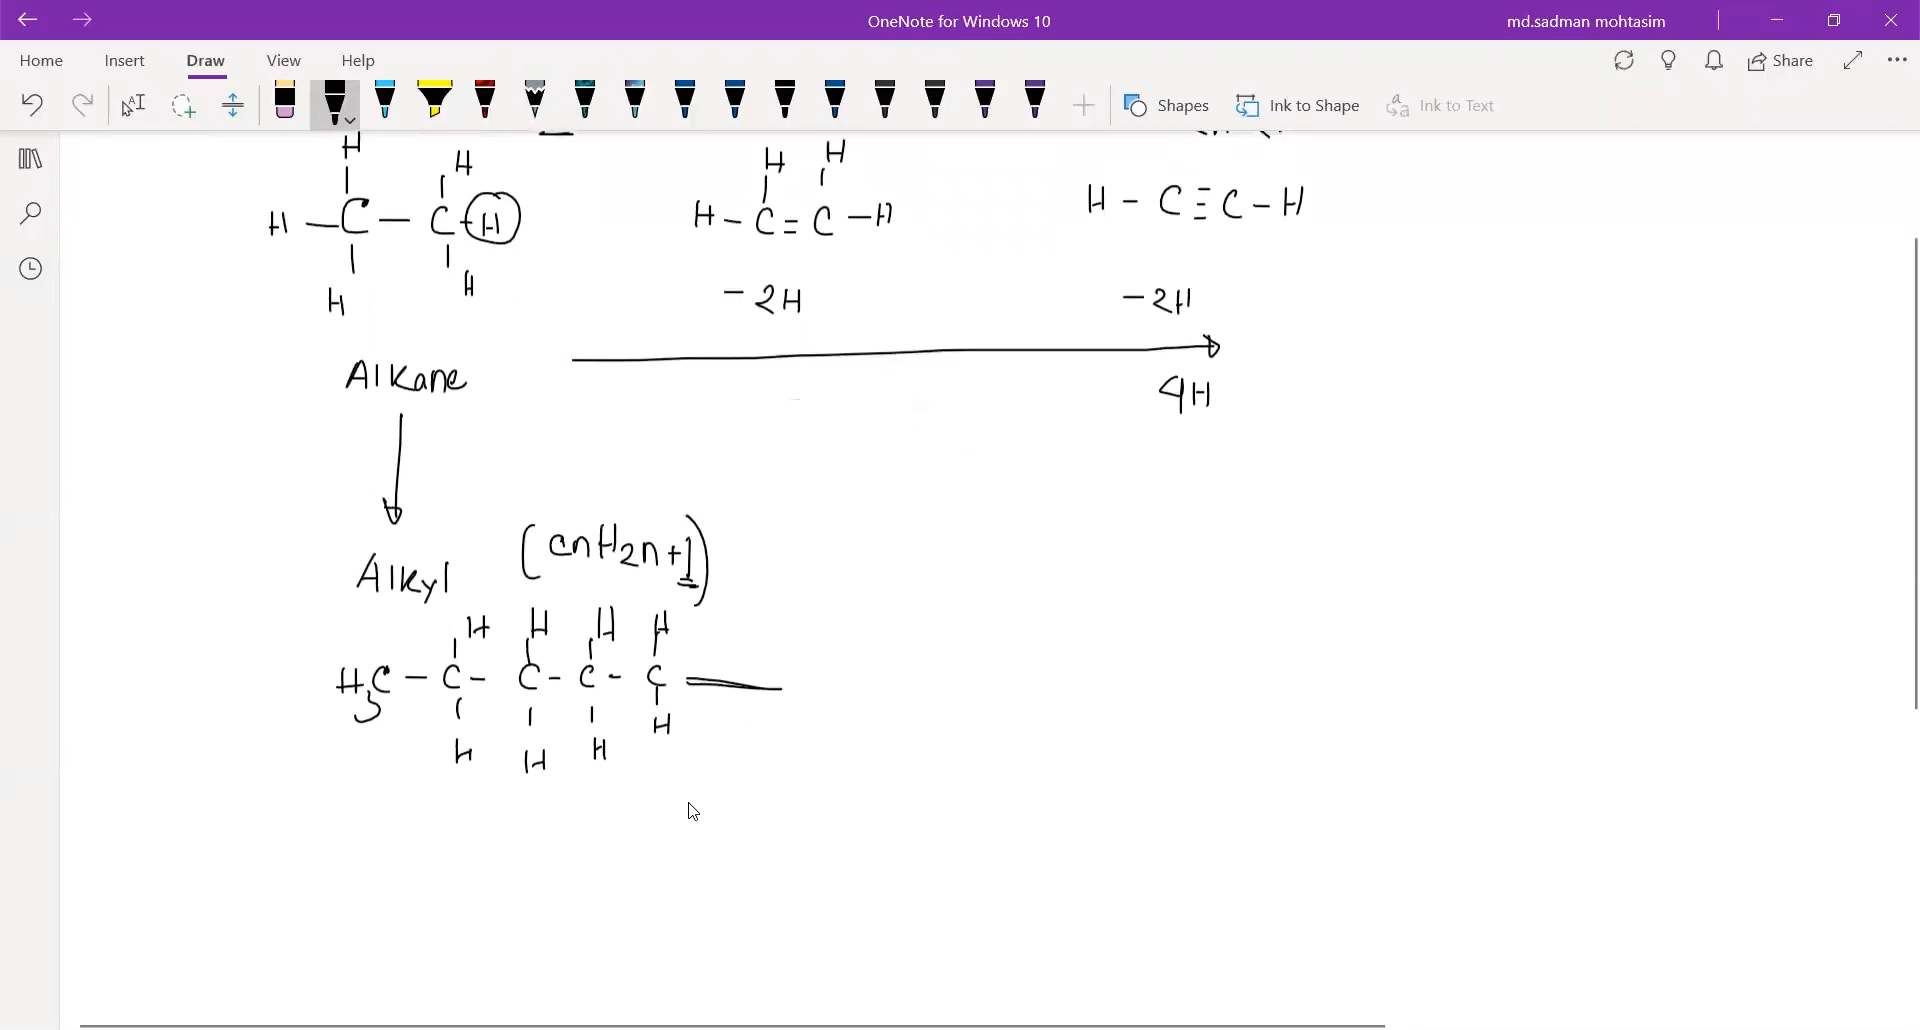 OneNote for Windows 10
md.sadman mohtasim
Home Insert Draw View Help
Share
Shapes
Ink to Shape
Ink to Text
H H H H
H
H – C – C – H
H – C = C – H
H – C ≡ C – H
H H
– 2H
– 2H
Alkane
4H
Alkyl
(CnH2n+1)
H H H H
H3C – C – C – C – C
H H H H